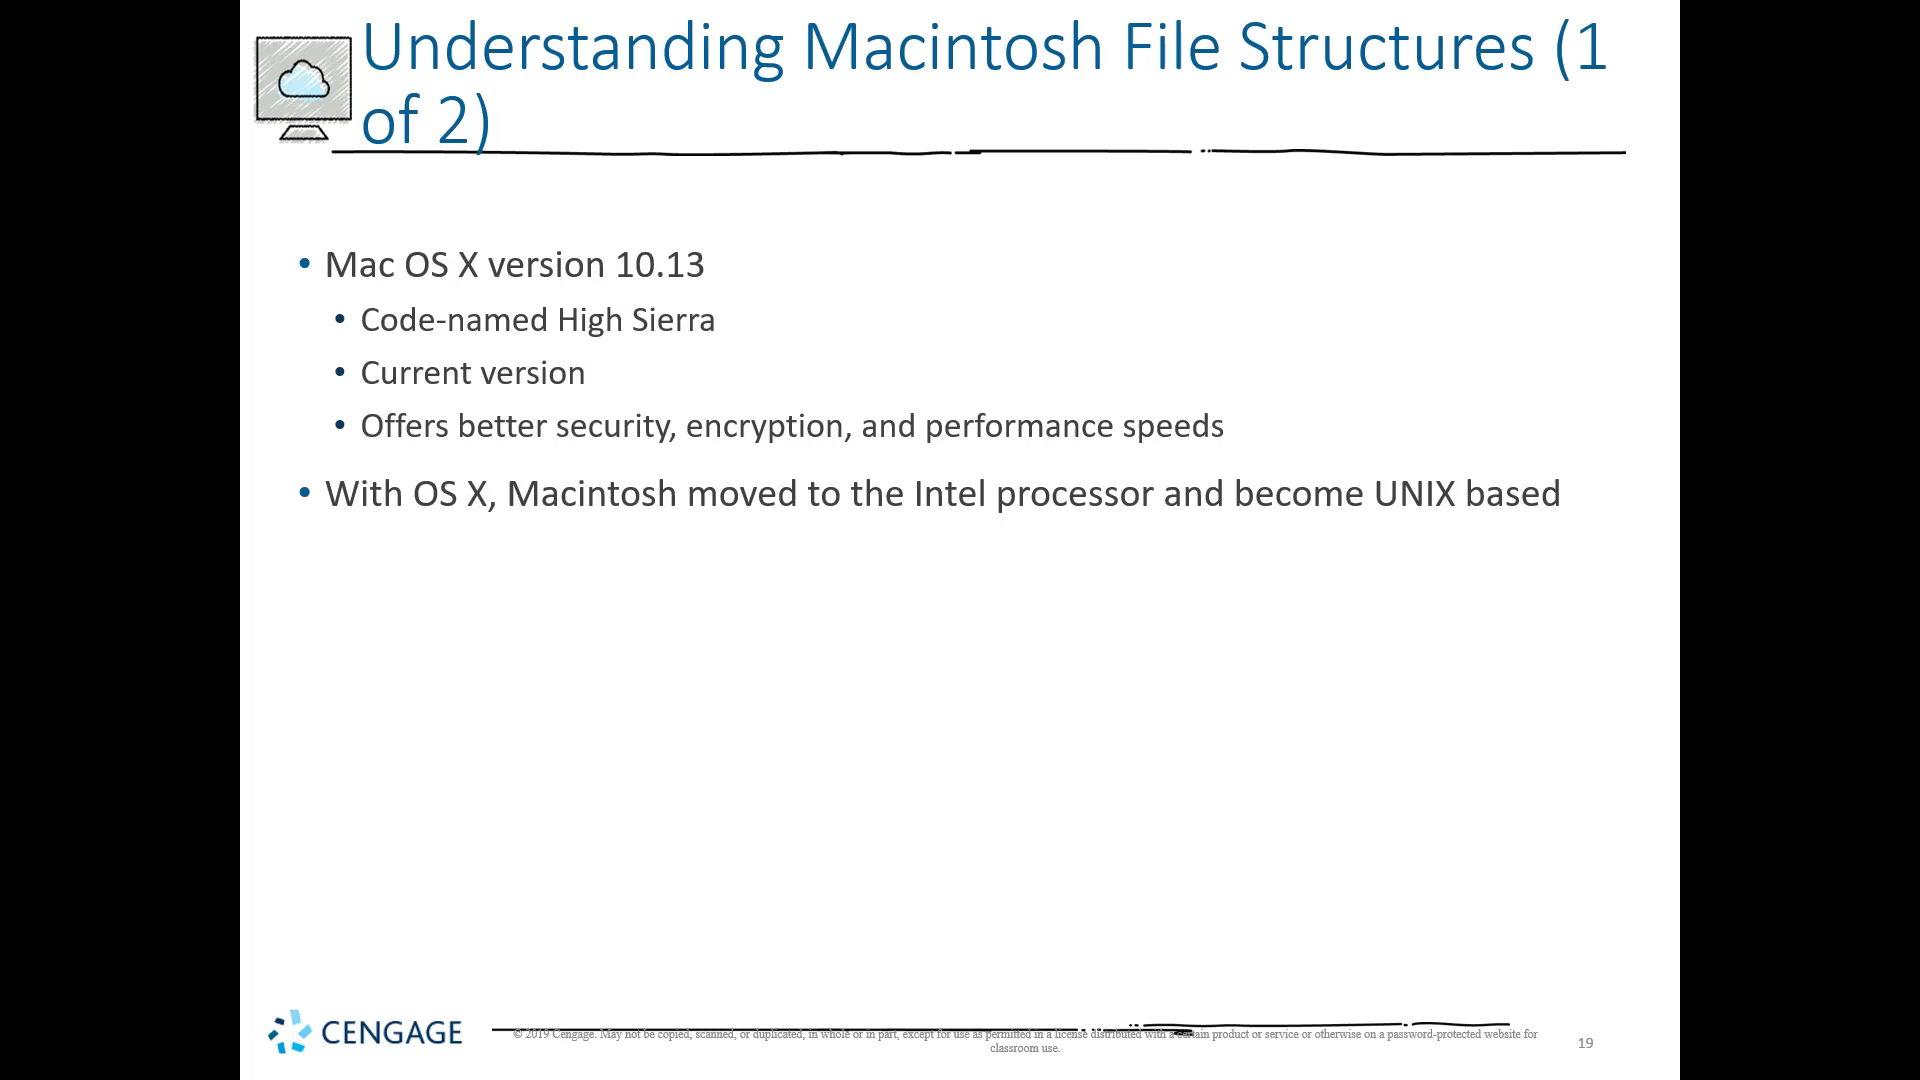 Understanding Macintosh File Structures (1
of 2)
• Mac OS X version 10.13
• Code-named High Sierra
• Current version
• Offers better security, encryption, and performance speeds
• With OS X, Macintosh moved to the Intel processor and become UNIX based
CENGAGE
© 2019 Cengage. May not be copied, scanned, or duplicated, in whole or in part, except for use as permitted in a license distributed with a certain product or service or otherwise on a password-protected website for
classroom use.
19